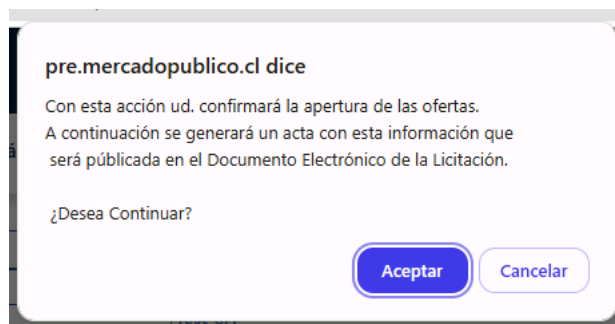 pre.mercadopublico.cl dice
Con esta acción ud. confirmará la apertura de las ofertas.
A continuación se generará un acta con esta información que
será públicada en el Documento Electrónico de la Licitación.
¿Desea Continuar?
Aceptar Cancelar